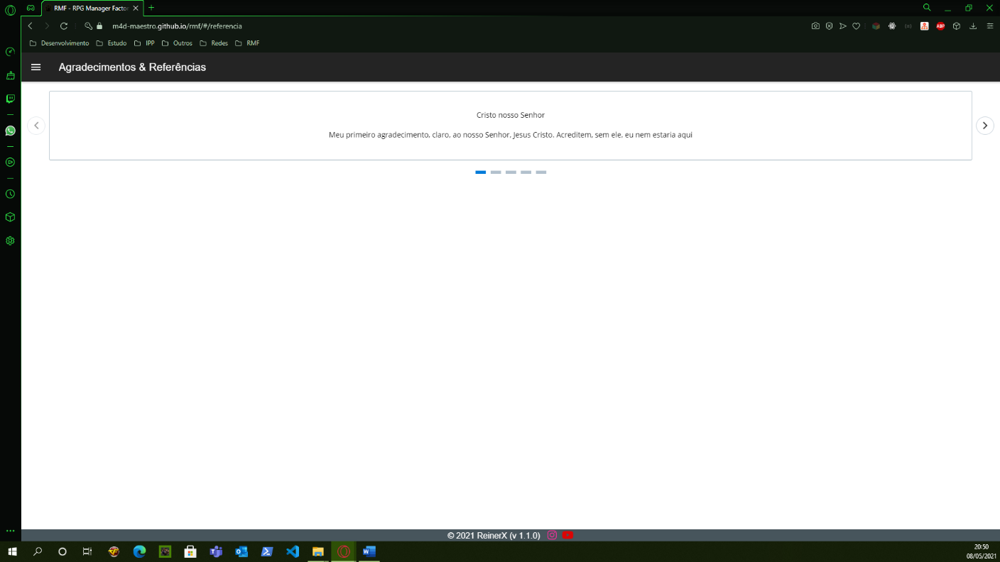 RMF - RPG Manager Factor
m4d-maestro.github.io/rmf/#/referencia
ABP
Desenvolvimento
Estudo
IPP
Outros
Redes
RMF
Agradecimentos & Referências
Cristo nosso Senhor
Meu primeiro agradecimento, claro, ao nosso Senhor, Jesus Cristo. Acreditem, sem ele, eu nem estaria aqui
© 2021 ReinerX (v 1.1.0)
20:50
08/05/2021